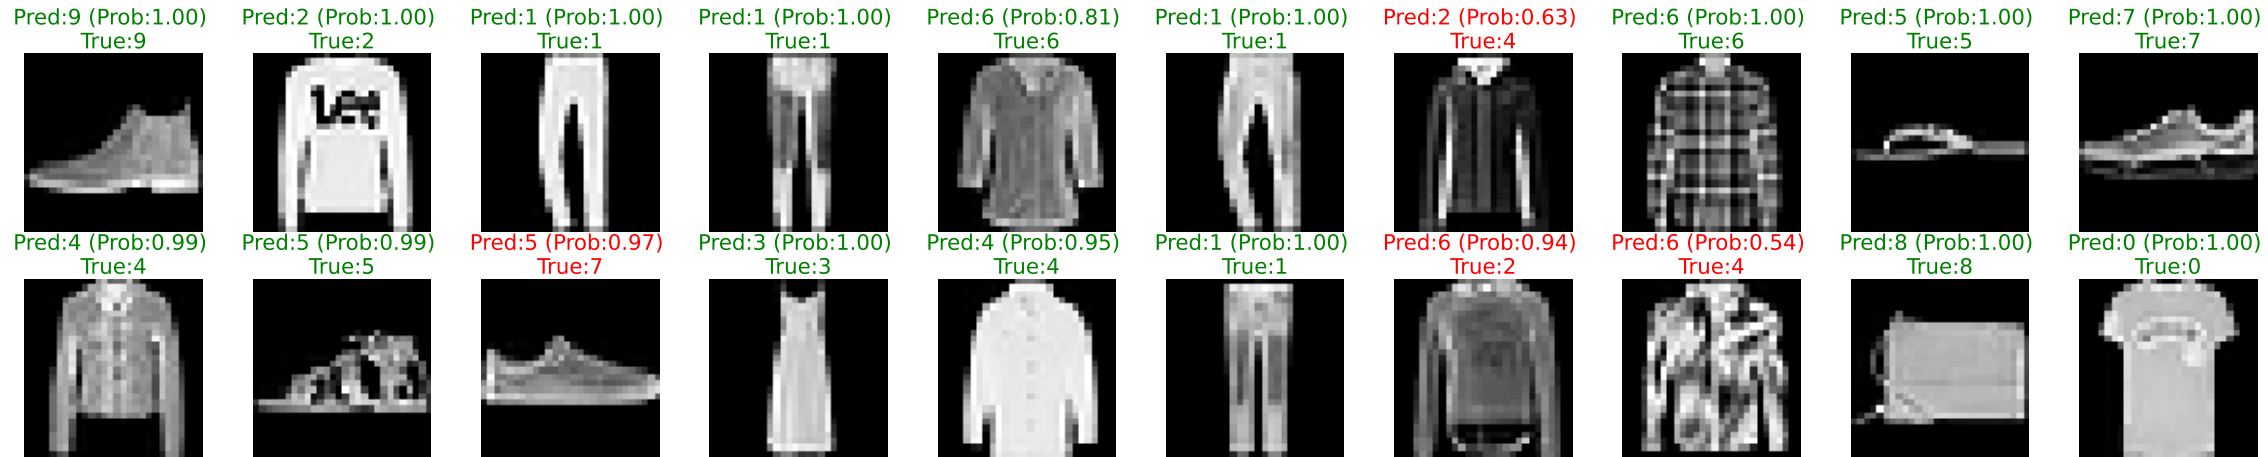 Pred:9 (Prob:1.00)
True:9
Pred:2 (Prob:1.00)
True:2
Pred:1 (Prob:1.00)
True:1
Pred:1 (Prob:1.00)
True:1
Pred:6 (Prob:0.81)
True:6
Pred:1 (Prob:1.00)
True:1
Pred:2 (Prob:0.63)
True:4
Pred:6 (Prob:1.00)
True:6
Pred:5 (Prob:1.00)
True:5
Pred:7 (Prob:1.00)
True:7
Lee
Pred:4 (Prob:0.99)
True:4
Pred:5 (Prob:0.99)
True:5
Pred:5 (Prob:0.97)
True:7
Pred:3 (Prob:1.00)
True:3
Pred:4 (Prob:0.95)
True:4
Pred:1 (Prob:1.00)
True:1
Pred:6 (Prob:0.94)
True:2
Pred:6 (Prob:0.54)
True:4
Pred:8 (Prob:1.00)
True:8
Pred:0 (Prob:1.00)
True:0